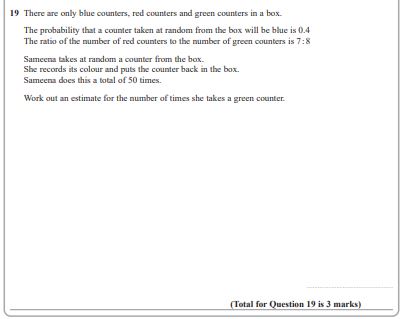 19 There are only blue counters, red counters and green counters in a box.
The probability that a counter taken at random from the box will be blue is 0.4
The ratio of the number of red counters to the number of green counters is 7 : 8
Sameena takes at random a counter from the box.
She records its colour and puts the counter back in the box.
Sameena does this a total of 50 times.
Work out an estimate for the number of times she takes a green counter.
(Total for Question 19 is 3 marks)